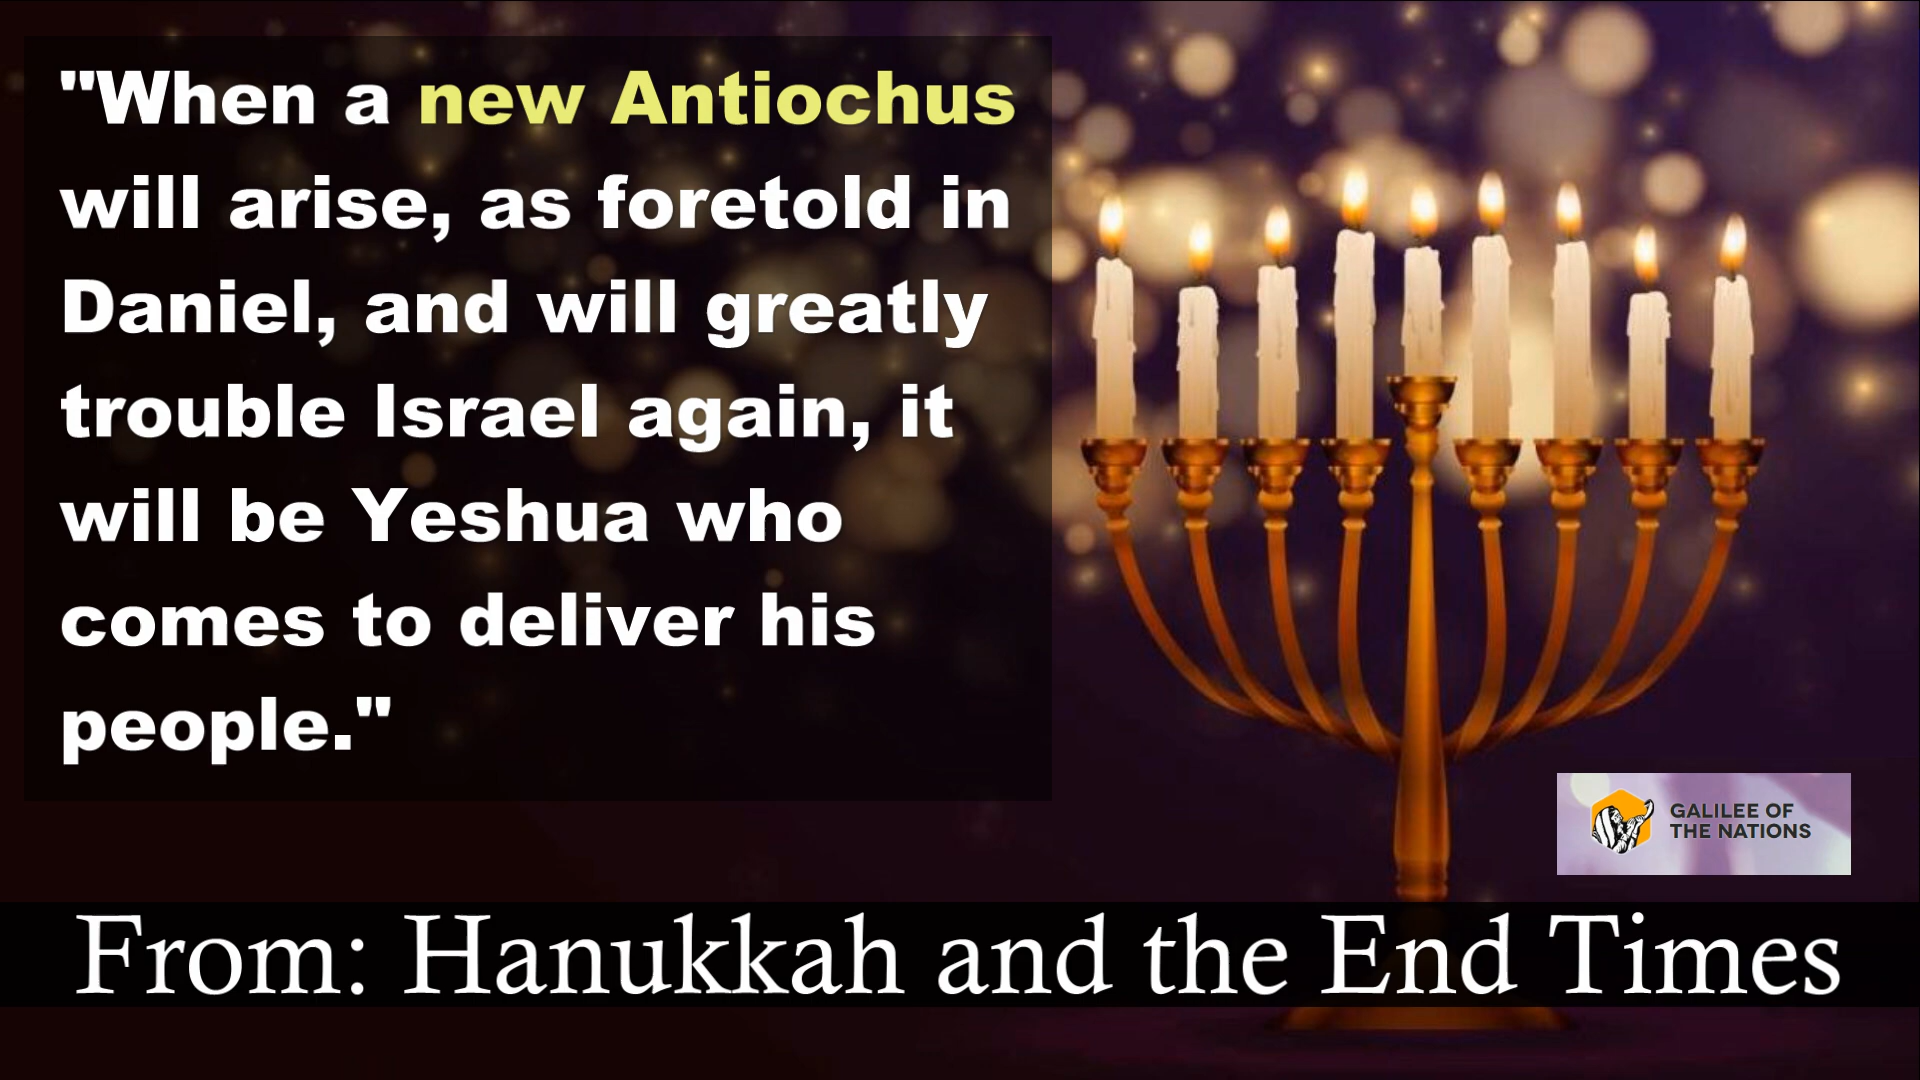 "When a new Antiochus
will arise, as foretold in
Daniel, and will greatly
trouble Israel again, it
will be Yeshua who
comes to deliver his
people."
GALILEE OF
THE NATIONS
From: Hanukkah and the End Times